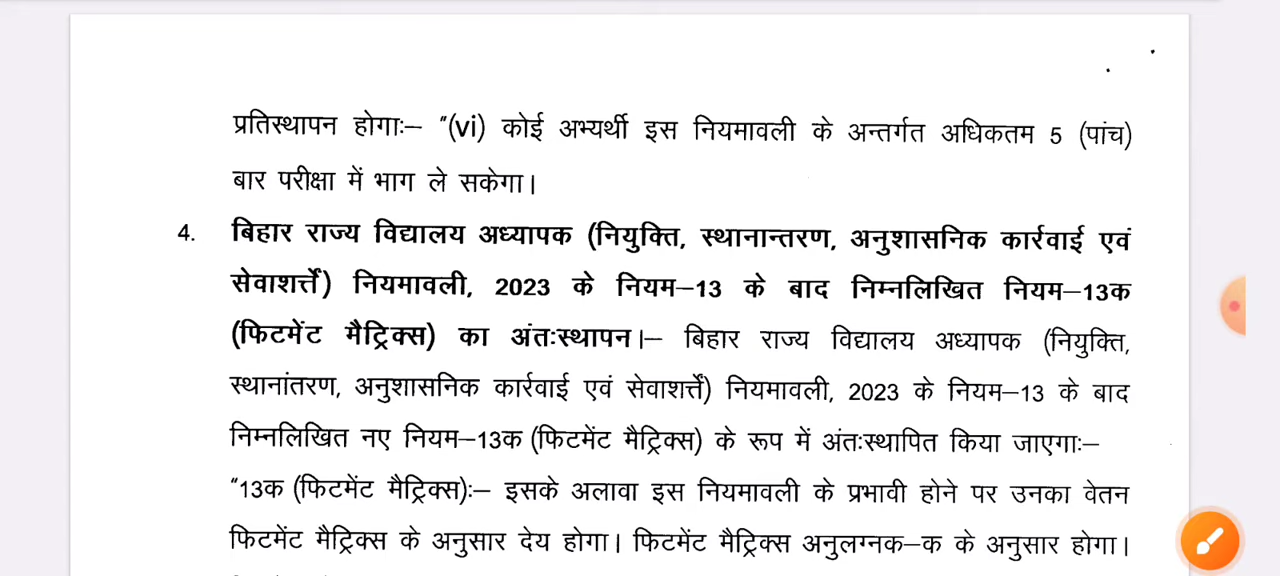 प्रतिस्थापन होगाः– "(vi) कोई अभ्यर्थी इस नियमावली के अन्तर्गत अधिकतम 5 (पांच)
बार परीक्षा में भाग ले सकेगा।
4. बिहार राज्य विद्यालय अध्यापक (नियुक्ति, स्थानान्तरण, अनुशासनिक कार्रवाई एवं
सेवाशर्त्तें) नियमावली, 2023 के नियम–13 के बाद निम्नलिखित नियम–13क
(फिटमेंट मैट्रिक्स) का अंतःस्थापन।– बिहार राज्य विद्यालय अध्यापक (नियुक्ति,
स्थानांतरण, अनुशासनिक कार्रवाई एवं सेवाशर्त्तें) नियमावली, 2023 के नियम–13 के बाद
निम्नलिखित नए नियम–13क (फिटमेंट मैट्रिक्स) के रूप में अंतःस्थापित किया जाएगाः–
"13क (फिटमेंट मैट्रिक्स)ः– इसके अलावा इस नियमावली के प्रभावी होने पर उनका वेतन
फिटमेंट मैट्रिक्स के अनुसार देय होगा। फिटमेंट मैट्रिक्स अनुलग्नक–क के अनुसार होगा।